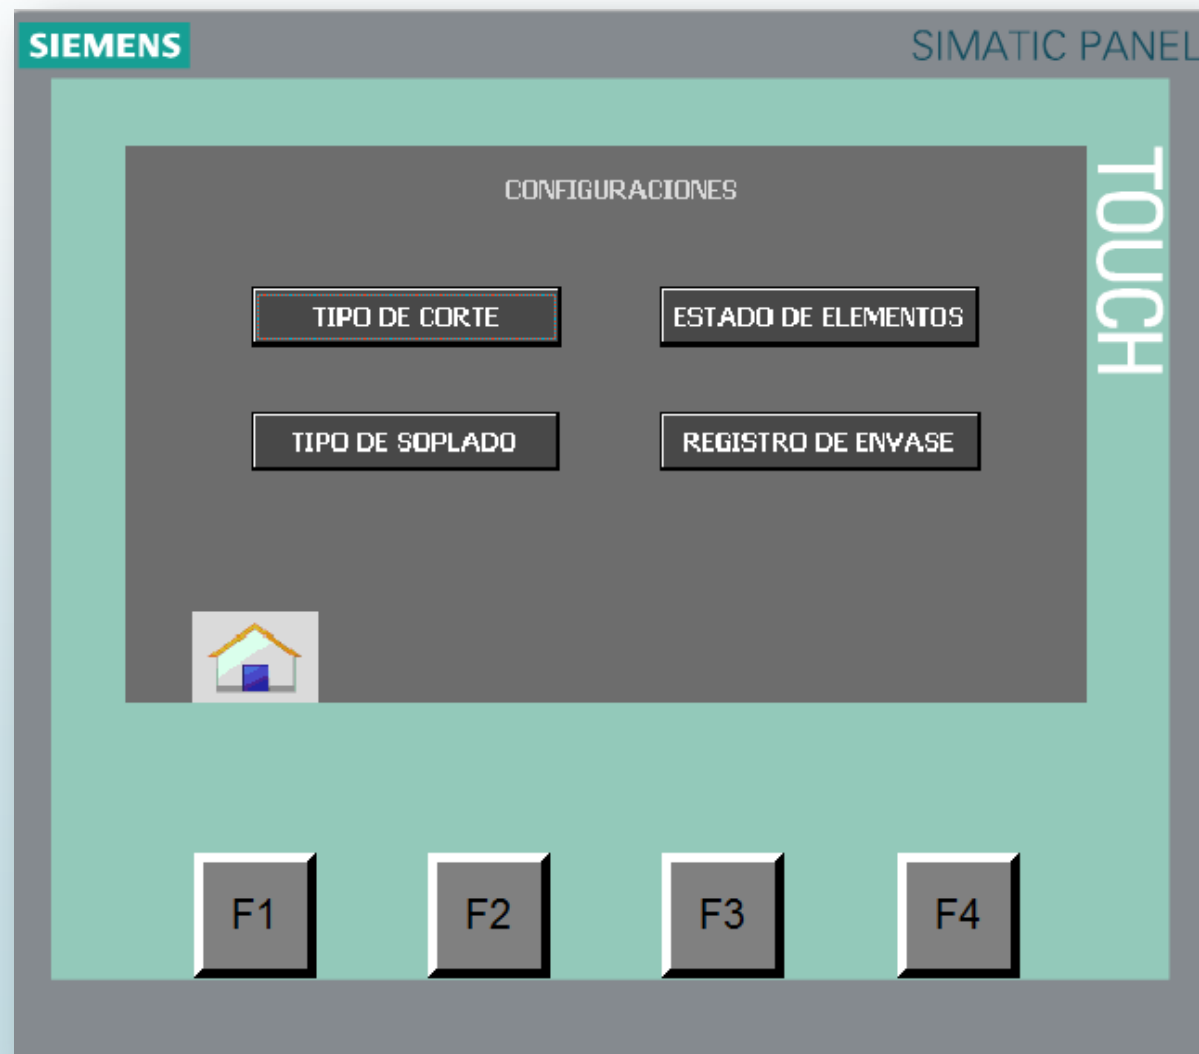 SIEMENS
SIMATIC PANEL
TOUCH
CONFIGURACIONES
TIPO DE CORTE
ESTADO DE ELEMENTOS
TIPO DE SOPLADO
REGISTRO DE ENVASE
F1
F2
F3
F4